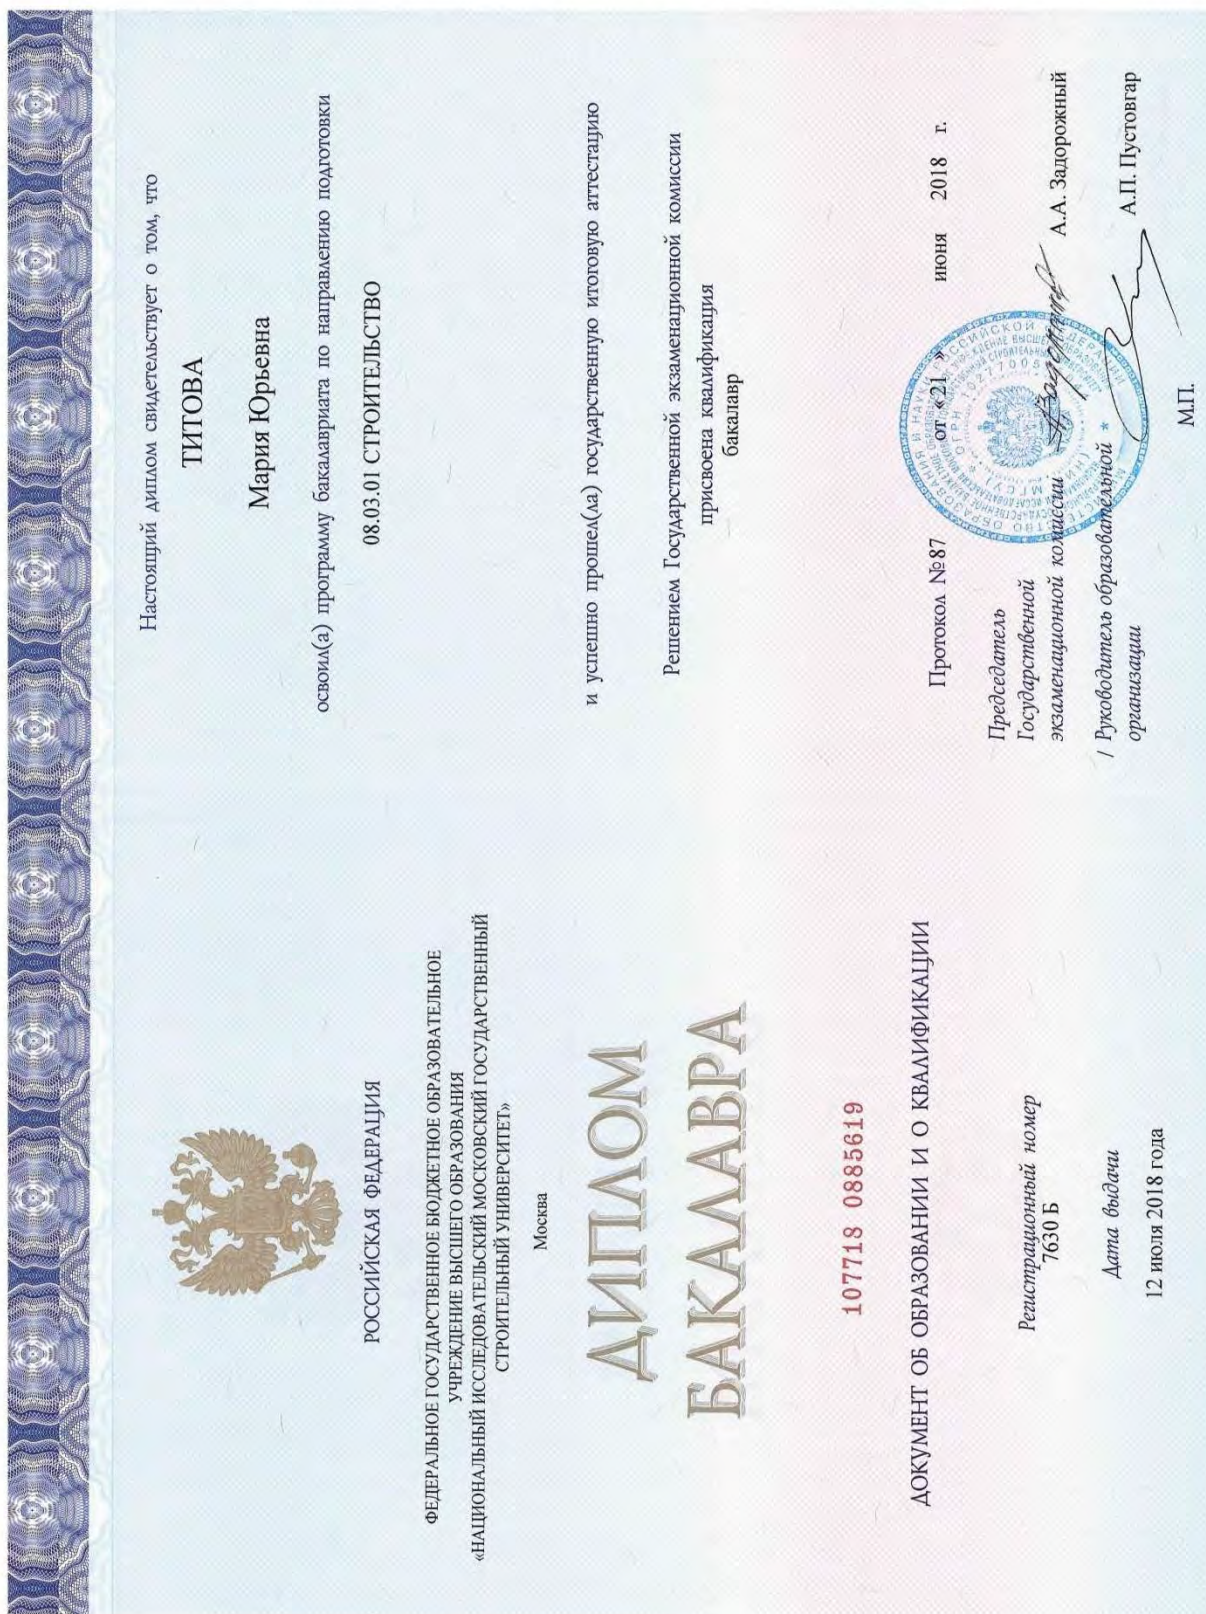 РОССИЙСКАЯ ФЕДЕРАЦИЯ
ФЕДЕРАЛЬНОЕ ГОСУДАРСТВЕННОЕ БЮДЖЕТНОЕ ОБРАЗОВАТЕЛЬНОЕ
УЧРЕЖДЕНИЕ ВЫСШЕГО ОБРАЗОВАНИЯ
«НАЦИОНАЛЬНЫЙ ИССЛЕДОВАТЕЛЬСКИЙ МОСКОВСКИЙ ГОСУДАРСТВЕННЫЙ
СТРОИТЕЛЬНЫЙ УНИВЕРСИТЕТ»
Москва
ДИПЛОМ
БАКАЛАВРА
107718 0885619
ДОКУМЕНТ ОБ ОБРАЗОВАНИИ И О КВАЛИФИКАЦИИ
Регистрационный номер
7630 Б
Дата выдачи
12 июля 2018 года
Настоящий диплом свидетельствует о том, что
ТИТОВА
Мария Юрьевна
освоил(а) программу бакалавриата по направлению подготовки
08.03.01 СТРОИТЕЛЬСТВО
и успешно прошел(ла) государственную итоговую аттестацию
Решением Государственной экзаменационной комиссии
присвоена квалификация
бакалавр
Протокол №87 от «21 » июня 2018 г.
Председатель
Государственной
экзаменационной комиссии А.А. Задорожный
/ Руководитель образовательной
организации А.П. Пустовгар
М.П.